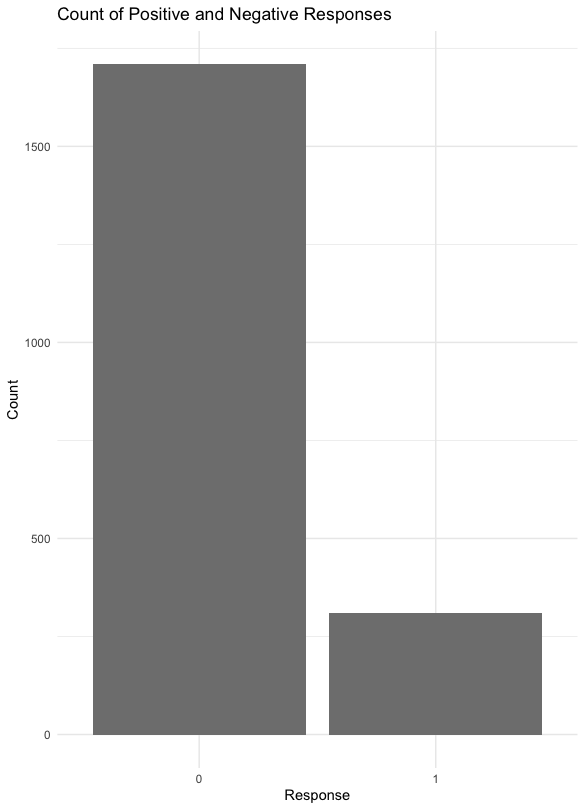 Count of Positive and Negative Responses
1500
1000
500
0
Count
0 1
Response